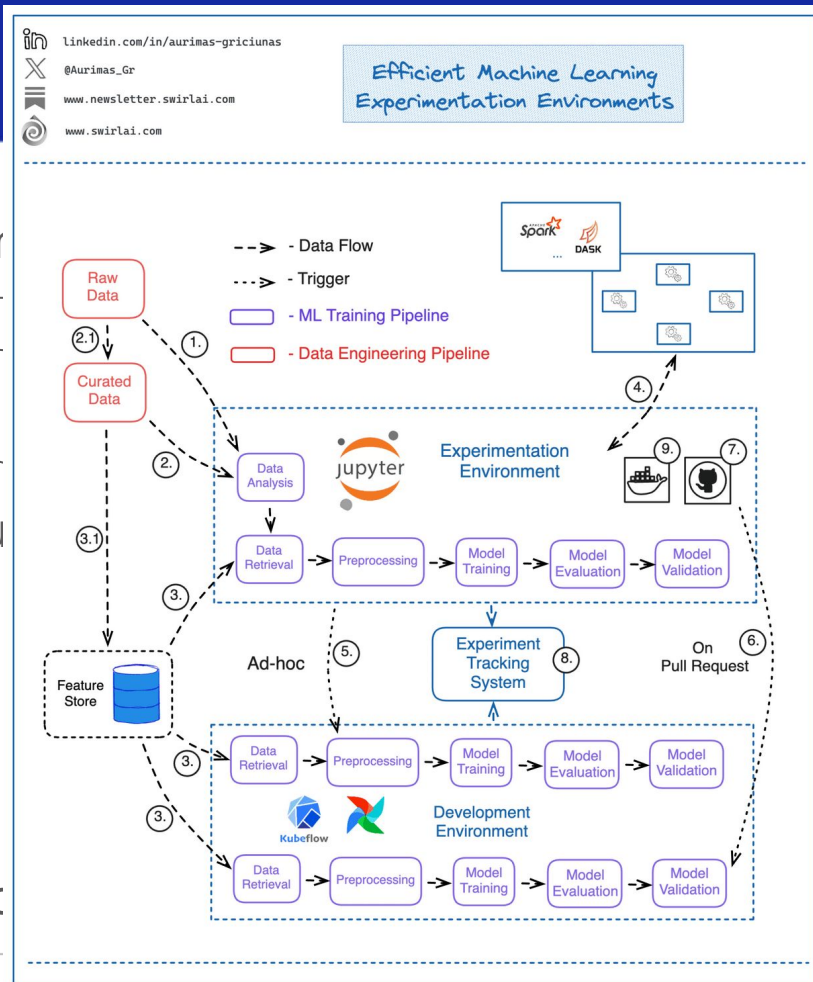 in
linkedin.com/in/aurimas-griciunas
@Aurimas_Gr
www.newsletter.swirlai.com
www.swirlai.com
Efficient Machine Learning
Experimentation Environments
- Data Flow
- Trigger
- ML Training Pipeline
- Data Engineering Pipeline
APACHE
Spark
DASK
...
Raw
Data
2.1
1.
Curated
Data
2.
3.1
4.
Data
Analysis
jupyter
Experimentation
Environment
9.
7.
Data
Retrieval
Preprocessing
Model
Training
Model
Evaluation
Model
Validation
3.
Feature
Store
Ad-hoc
5.
Experiment
Tracking
System
8.
On
Pull Request
6.
3.
Data
Retrieval
Preprocessing
Model
Training
Model
Evaluation
Model
Validation
3.
Kubeflow
Development
Environment
Data
Retrieval
Preprocessing
Model
Training
Model
Evaluation
Model
Validation